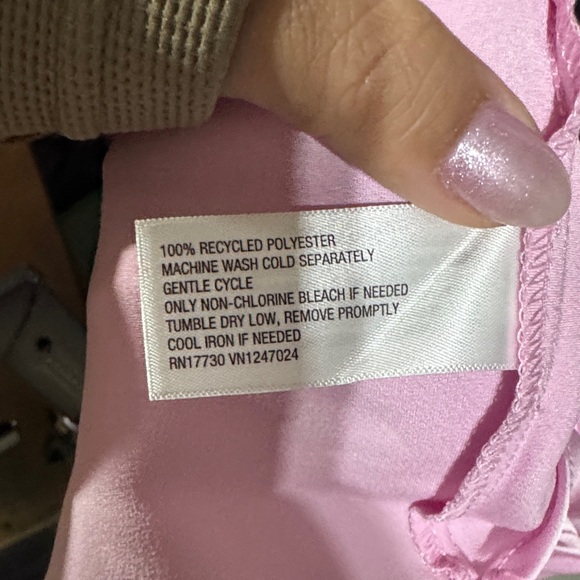 100% RECYCLED POLYESTER
MACHINE WASH COLD SEPARATELY
GENTLE CYCLE
ONLY NON-CHLORINE BLEACH IF NEEDED
TUMBLE DRY LOW, REMOVE PROMPTLY
COOL IRON IF NEEDED
RN17730 VN1247024